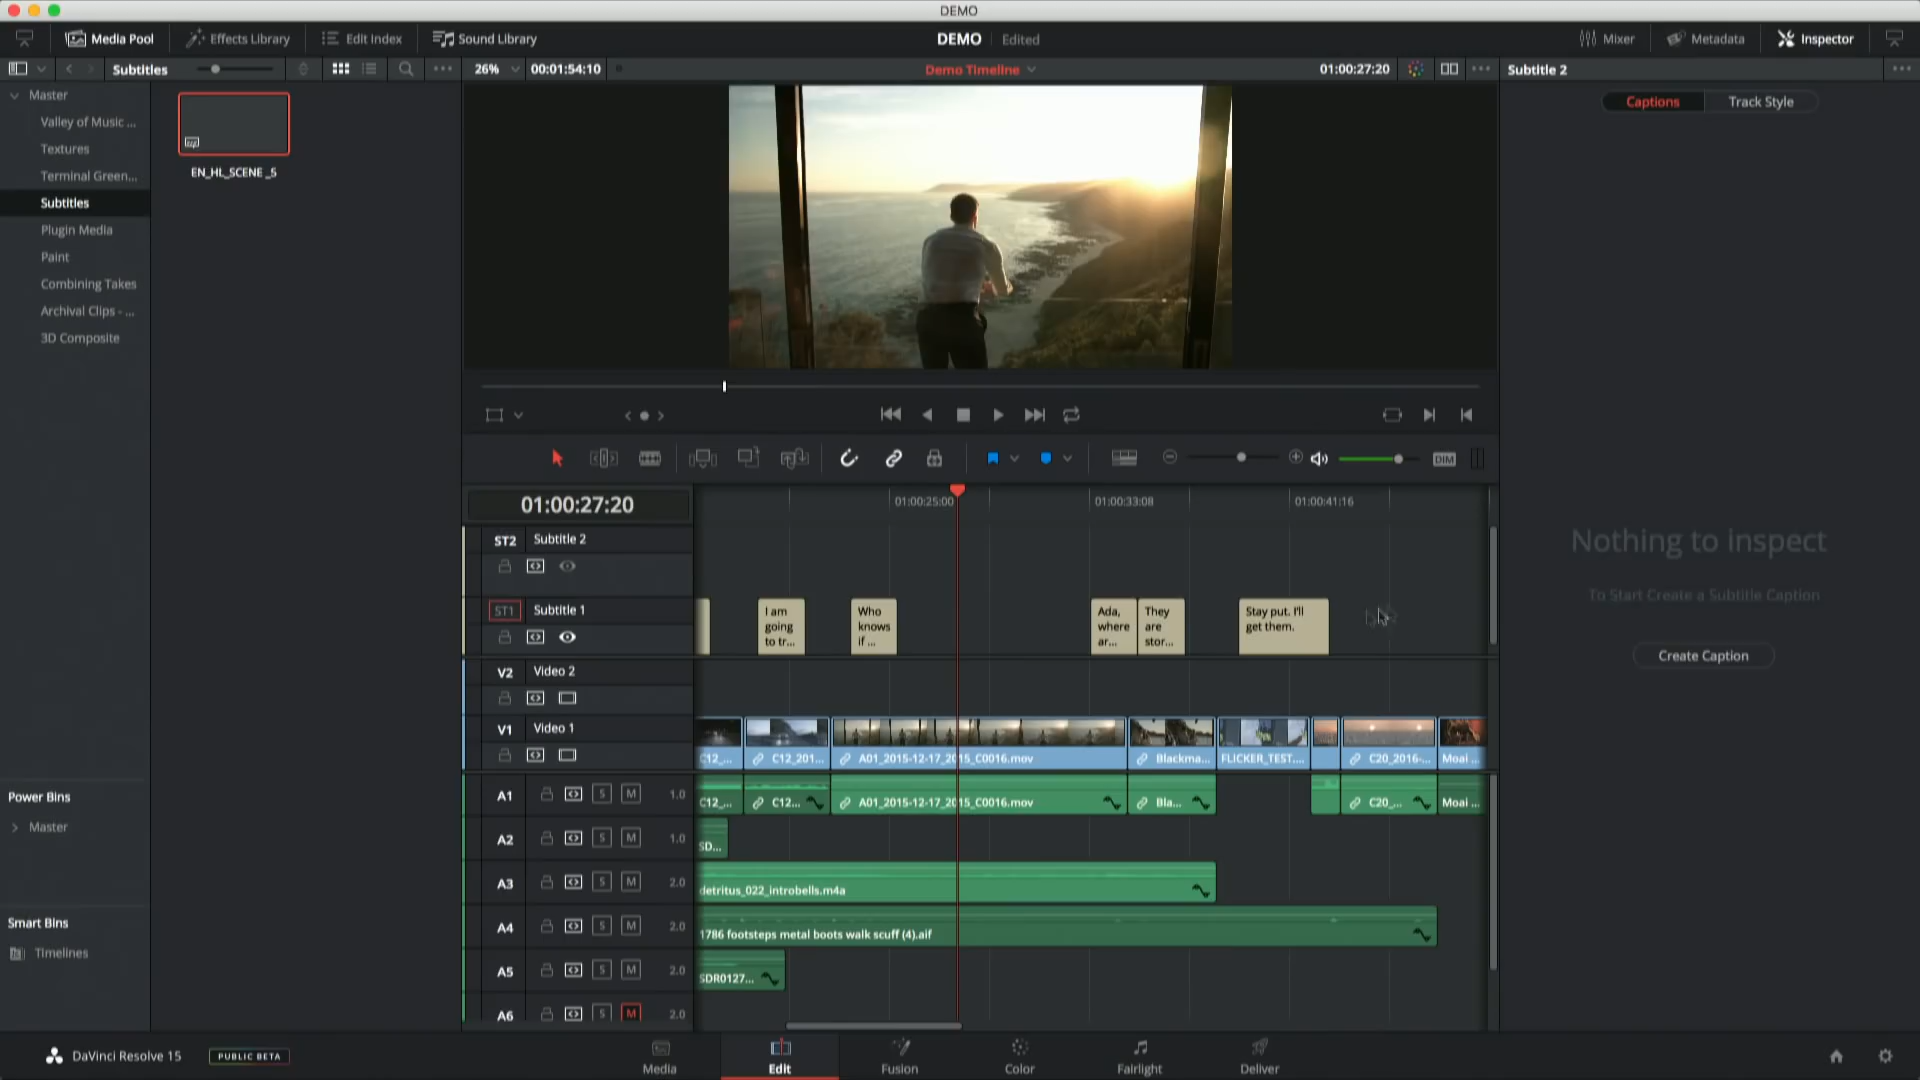 DEMO
Media Pool
Effects Library
Edit Index
Sound Library
DEMO
Edited
Mixer
Metadata
Inspector
Subtitles
26%
00:01:54:10
Demo Timeline
01:00:27:20
Subtitle 2
Master
Valley of Music ...
Textures
Terminal Green...
Subtitles
Plugin Media
Paint
Combining Takes
Archival Clips - ...
3D Composite
EN_HL_SCENE _5
Captions
Track Style
Nothing to inspect
To Start Create a Subtitle Caption
Create Caption
DIM
01:00:27:20
01:00:25:00
01:00:33:08
01:00:41:16
ST2
Subtitle 2
ST1
Subtitle 1
I am
going
to tr...
Who
knows
if ...
Ada,
where
ar...
They
are
stor...
Stay put. I'll
get them.
V2
Video 2
V1
Video 1
C12_...
C12_201...
A01_2015-12-17_2015_C0016.mov
Blackma...
FLICKER_TEST....
C20_2016-...
Moai ...
A1
S
M
1.0
C12_...
C12...
A01_2015-12-17_2015_C0016.mov
Bla...
C20_...
Moai ...
A2
S
M
1.0
SD...
A3
S
M
2.0
detritus_022_introbells.m4a
A4
S
M
2.0
1786 footsteps metal boots walk scuff (4).aif
A5
S
M
2.0
SDR0127...
A6
S
M
2.0
Power Bins
Master
Smart Bins
Timelines
DaVinci Resolve 15
PUBLIC BETA
Media
Edit
Fusion
Color
Fairlight
Deliver